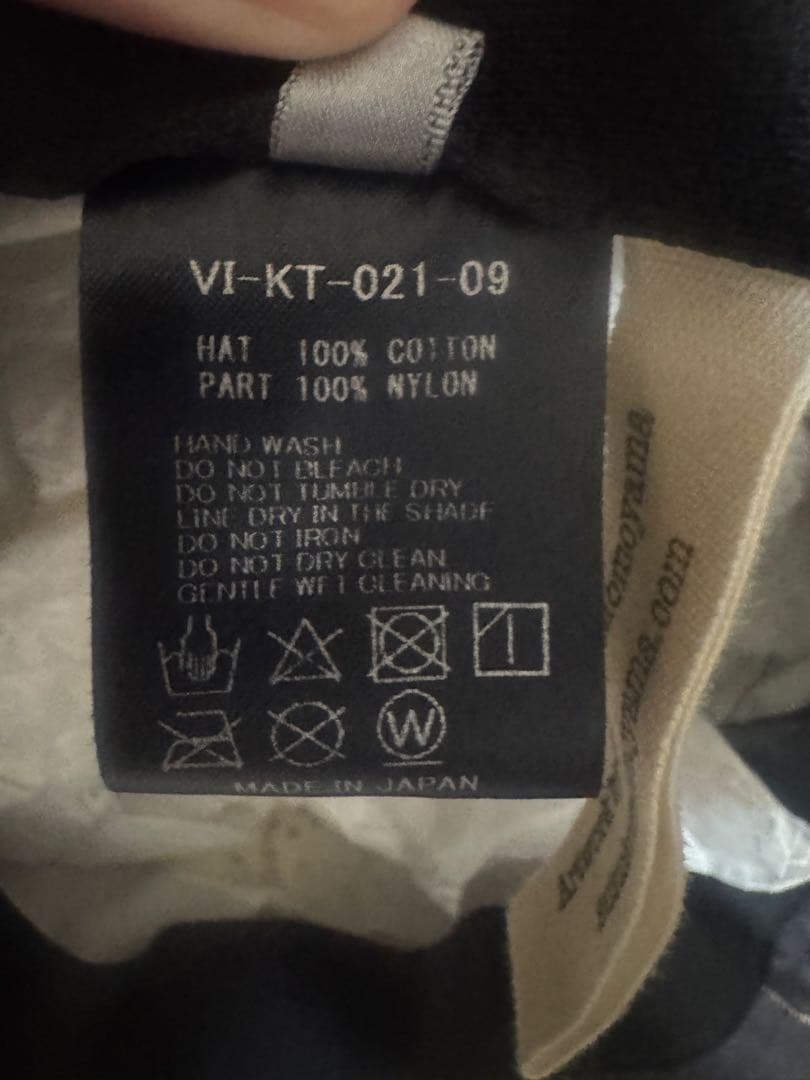 VI-KT-021-09
HAT 100% COTTON
PART 100% NYLON
HAND WASH
DO NOT BLEACH
DO NOT TUMBLE DRY
LINE DRY IN THE SHADE
DO NOT IRON
DO NOT DRY CLEAN
GENTLE WET CLEANING
W
MADE IN JAPAN